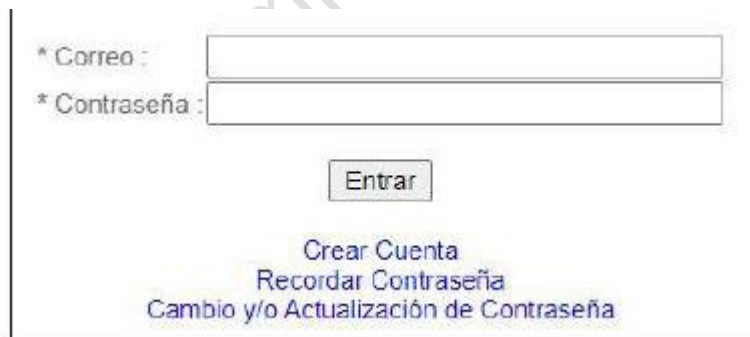 * Correo :
* Contraseña :
Entrar
Crear Cuenta
Recordar Contraseña
Cambio y/o Actualización de Contraseña